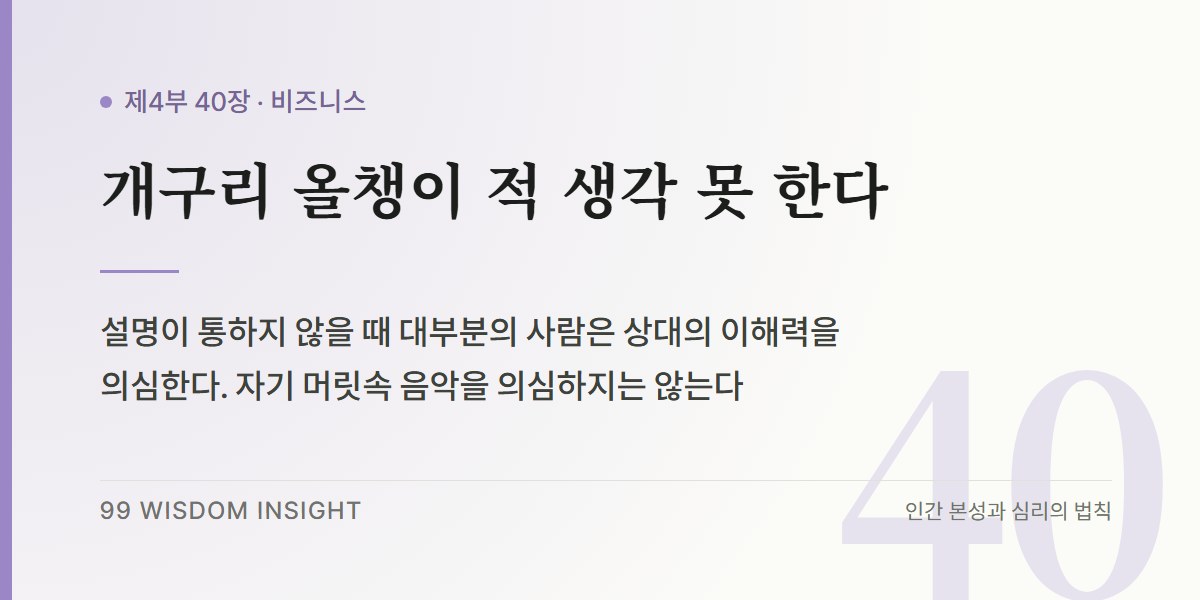 제4부 40장 · 비즈니스
개구리 올챙이 적 생각 못 한다
설명이 통하지 않을 때 대부분의 사람은 상대의 이해력을
의심한다. 자기 머릿속 음악을 의심하지는 않는다
40
99 WISDOM INSIGHT
인간 본성과 심리의 법칙